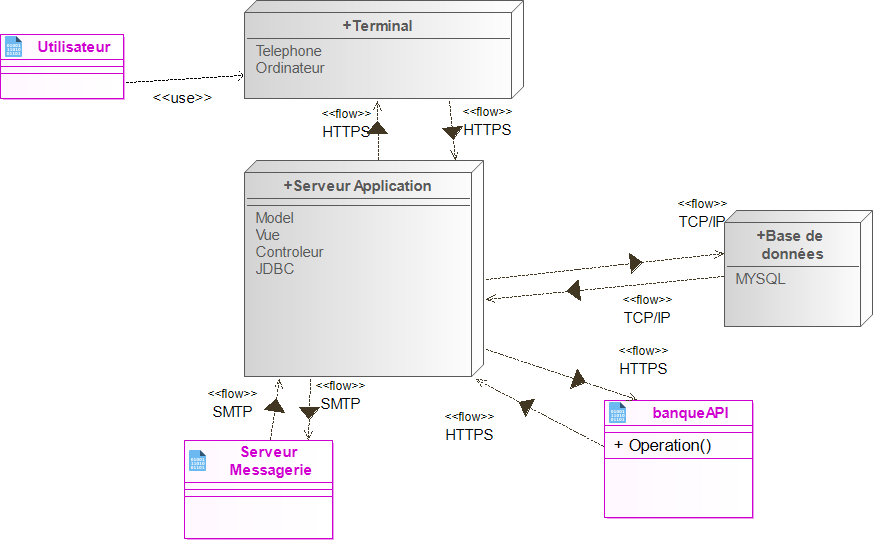 +Terminal
Utilisateur
Telephone
Ordinateur
<<use>>
<<flow>>
HTTPS
<<flow>>
HTTPS
+Serveur Application
Model
Vue
Controleur
JDBC
<<flow>>
TCP/IP
+Base de
données
MYSQL
<<flow>>
TCP/IP
<<flow>>
HTTPS
<<flow>>
SMTP
<<flow>>
SMTP
<<flow>>
HTTPS
banqueAPI
+ Operation()
Serveur
Messagerie